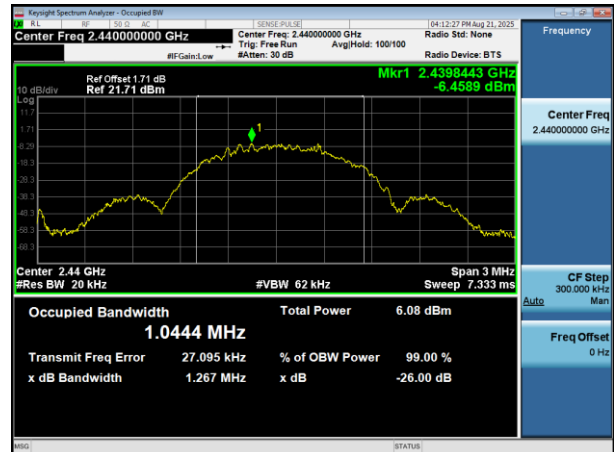 Keysight Spectrum Analyzer - Occupied BW
RL RF 50 Ω AC SENSE:PULSE 04:12:27 PM Aug 21, 2025
Center Freq 2.440000000 GHz Center Freq: 2.440000000 GHz Radio Std: None
Trig: Free Run Avg|Hold: 100/100
#IFGain:Low #Atten: 30 dB Radio Device: BTS
Frequency
Ref Offset 1.71 dB Mkr1 2.4398443 GHz
10 dB/div Ref 21.71 dBm -6.4589 dBm
Log
11.7
1.71
-8.29
-18.3
-28.3
-38.3
-48.3
-58.3
-68.3
1
Center 2.44 GHz Span 3 MHz
#Res BW 20 kHz #VBW 62 kHz Sweep 7.333 ms
Occupied Bandwidth Total Power 6.08 dBm
1.0444 MHz
Transmit Freq Error 27.095 kHz % of OBW Power 99.00 %
x dB Bandwidth 1.267 MHz x dB -26.00 dB
Center Freq
2.440000000 GHz
CF Step
300.000 kHz
Auto Man
Freq Offset
0 Hz
MSG STATUS